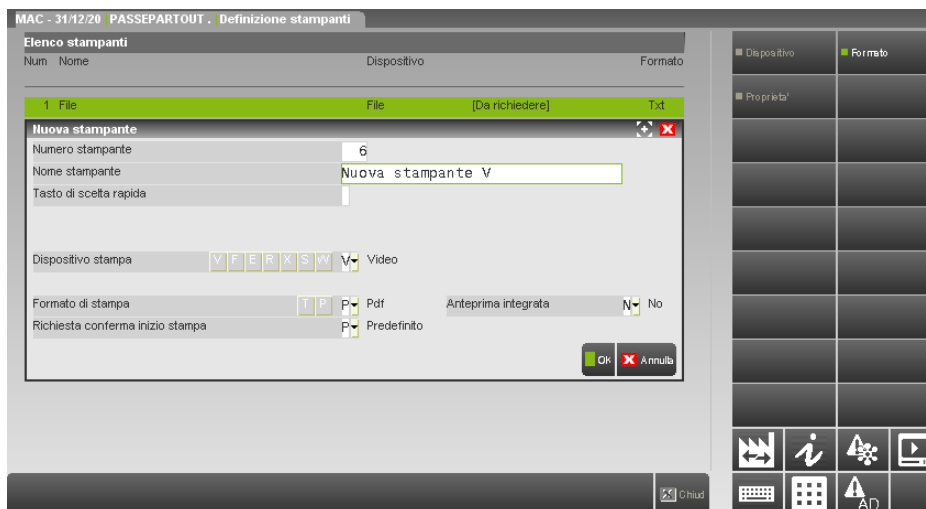 MAC - 31/12/20 PASSEPARTOUT . Definizione stampanti
Elenco stampanti
Num Nome Dispositivo Formato
1 File File [Da richiedere] Txt
Nuova stampante
Numero stampante 6
Nome stampante Nuova stampante V
Tasto di scelta rapida
Dispositivo stampa V F E R X S W V Video
Formato di stampa T P P Pdf Anteprima integrata N No
Richiesta conferma inizio stampa P Predefinito
Ok Annulla
Chiud
Dispositivo Formato
Proprieta'
AD